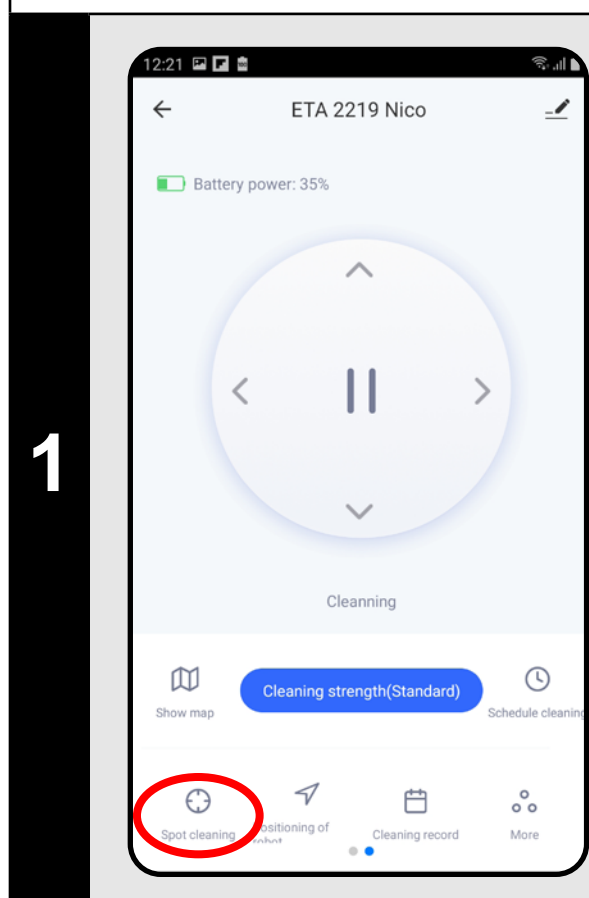 1
12:21
ETA 2219 Nico
Battery power: 35%
Cleanning
Cleaning strength(Standard)
Show map
Schedule cleaning
Spot cleaning
ositioning of
robot
Cleaning record
More